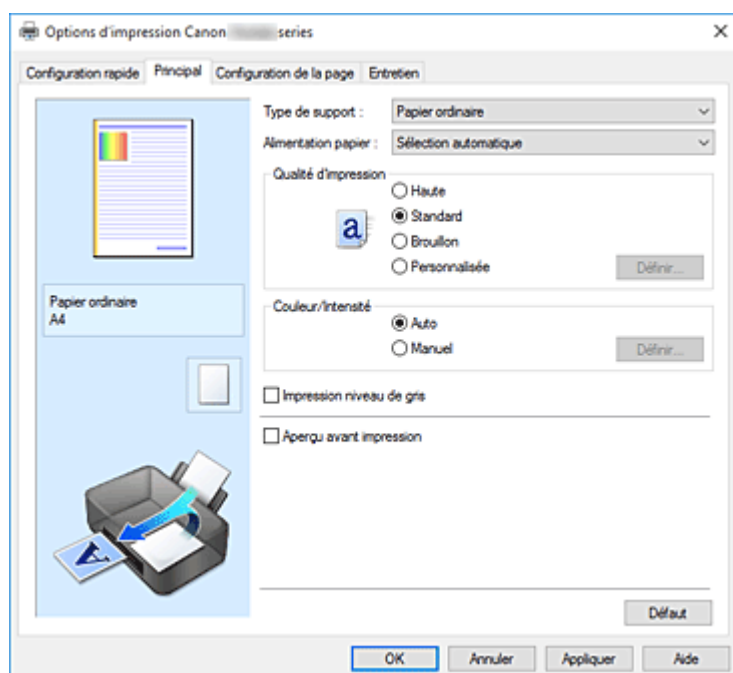 Options d'impression Canon series
Configuration rapide Principal Configuration de la page Entretien
Type de support : Papier ordinaire
Alimentation papier : Sélection automatique
Qualité d'impression
Haute
a Standard
Brouillon
Personnalisée Définir...
Papier ordinaire
A4
Couleur/Intensité
Auto
Manuel Définir...
Impression niveau de gris
Aperçu avant impression
A
Défaut
OK Annuler Appliquer Aide